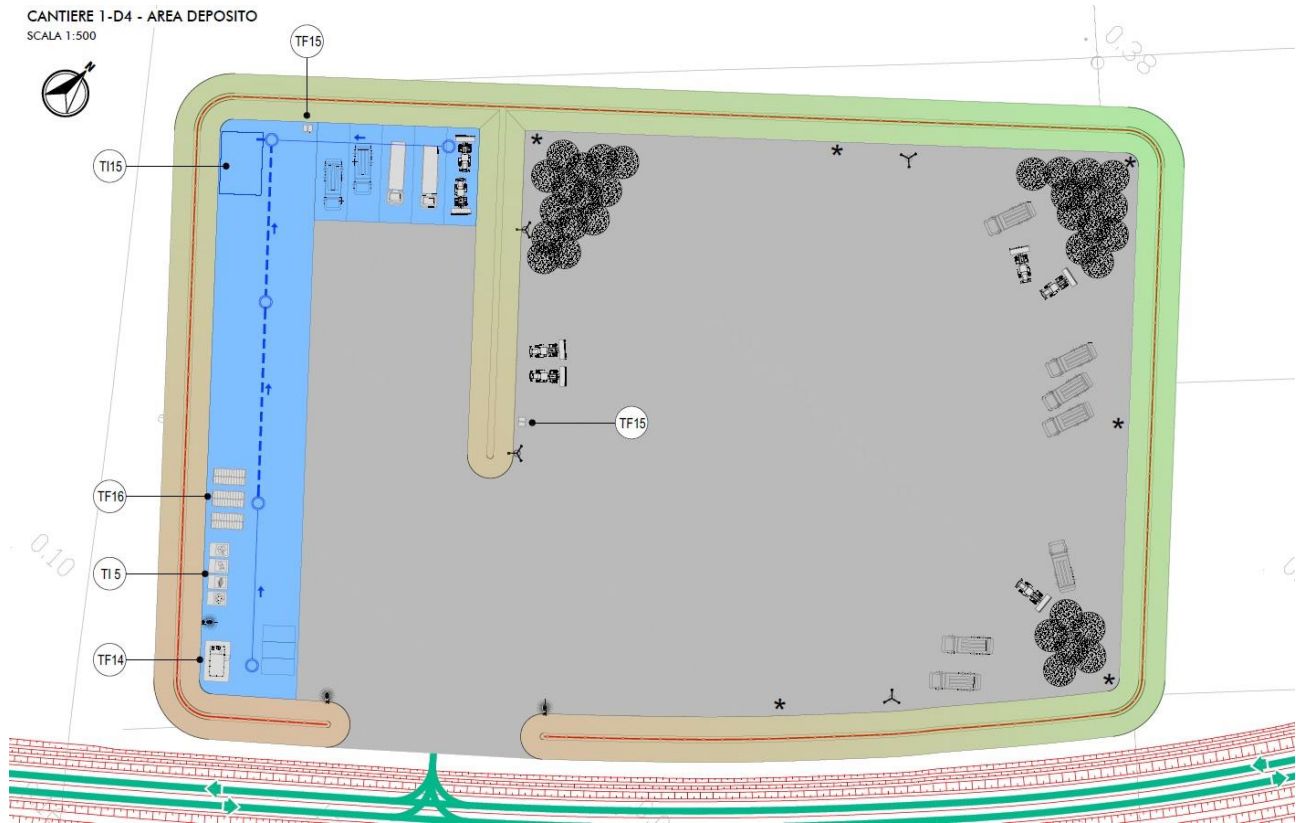 CANTIERE 1-D4 - AREA DEPOSITO
SCALA 1:500
N
TF15
0.38
TI15
TF15
TF16
0.10
TI 5
TF14